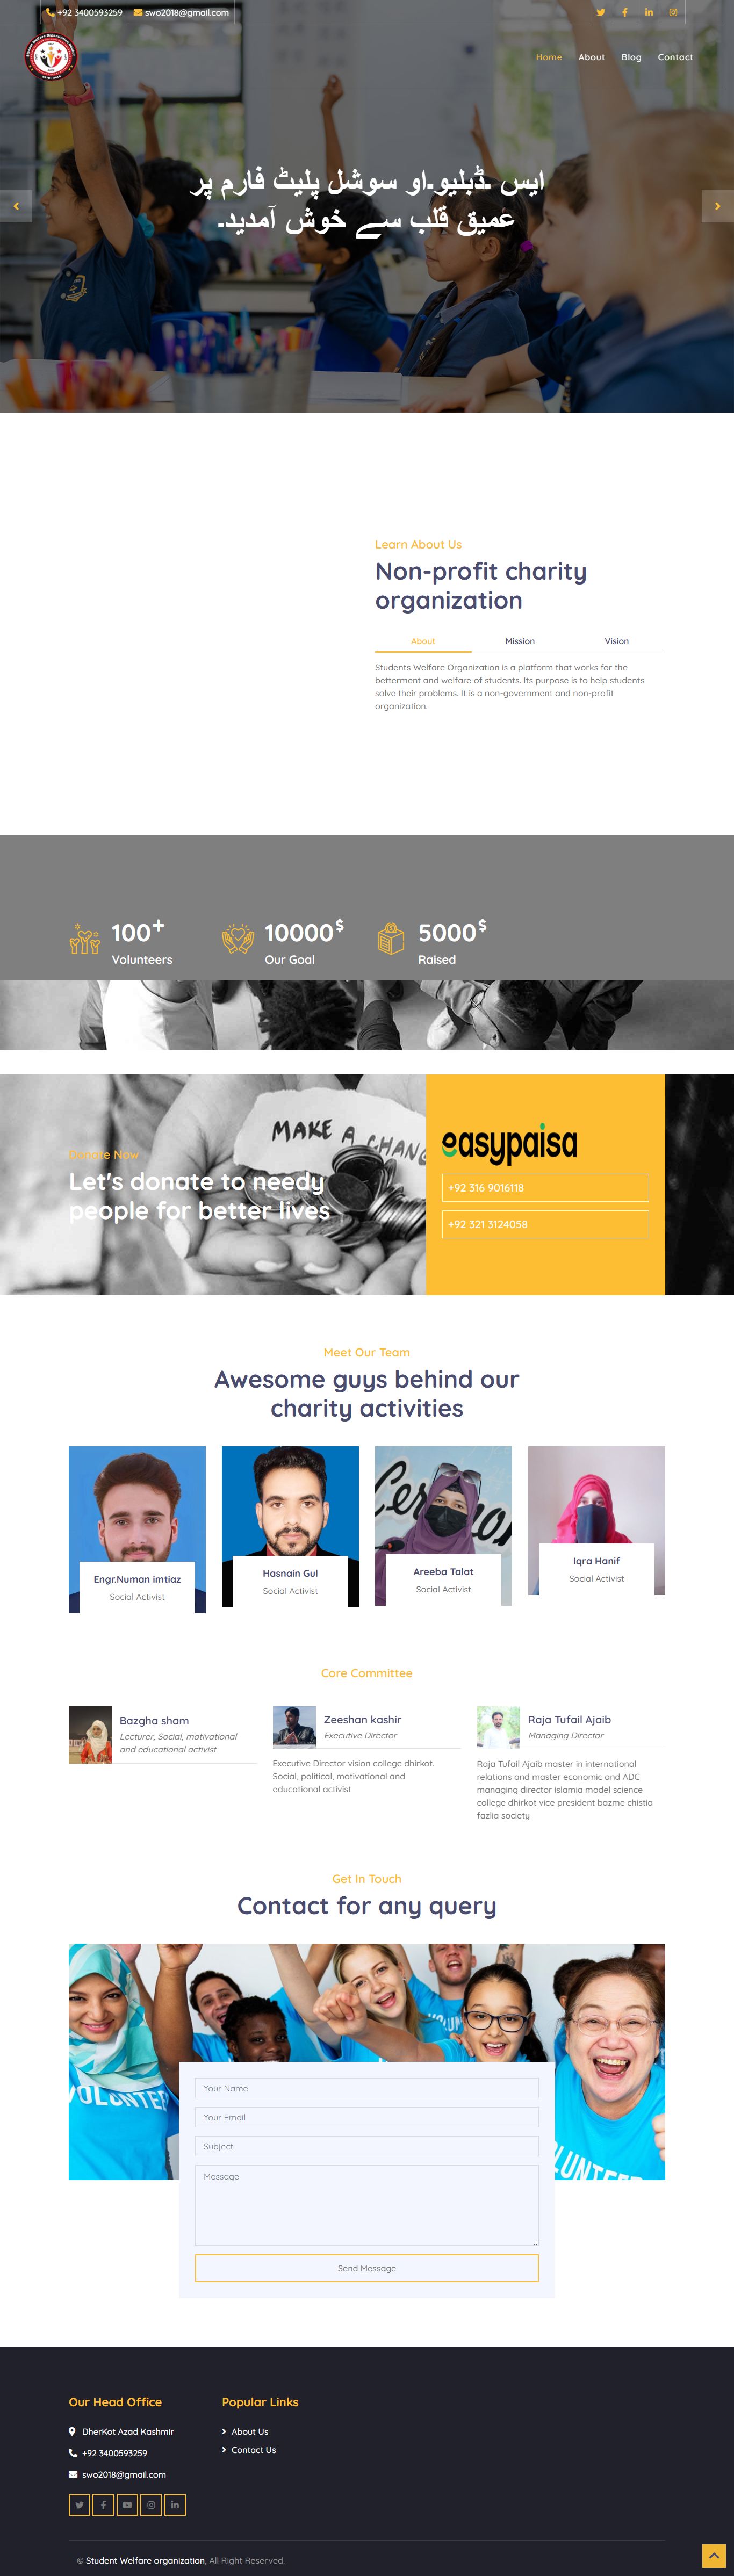 +92 3400593259
swo2018@gmail.com
Home
About
Blog
Contact
ایس ۔ڈبلیو۔او سوشل پلیٹ فارم پر
عمیق قلب سے خوش آمدید۔
Learn About Us
Non-profit charity
organization
About
Mission
Vision
Students Welfare Organization is a platform that works for the
betterment and welfare of students. Its purpose is to help students
solve their problems. It is a non-government and non-profit
organization.
100+
Volunteers
10000$
Our Goal
5000$
Raised
MAKE A CHANG
Donate Now
Let's donate to needy
people for better lives
easypaisa
+92 316 9016118
+92 321 3124058
Meet Our Team
Awesome guys behind our
charity activities
Engr.Numan imtiaz
Social Activist
Hasnain Gul
Social Activist
Areeba Talat
Social Activist
Iqra Hanif
Social Activist
Core Committee
Bazgha sham
Lecturer, Social, motivational
and educational activist
Zeeshan kashir
Executive Director
Executive Director vision college dhirkot.
Social, political, motivational and
educational activist
Raja Tufail Ajaib
Managing Director
Raja Tufail Ajaib master in international
relations and master economic and ADC
managing director islamia model science
college dhirkot vice president bazme chistia
fazlia society
Get In Touch
Contact for any query
VOLUNTEE
UNTEE
Your Name
Your Email
Subject
Message
Send Message
Our Head Office
DherKot Azad Kashmir
+92 3400593259
swo2018@gmail.com
Popular Links
About Us
Contact Us
© Student Welfare organization, All Right Reserved.